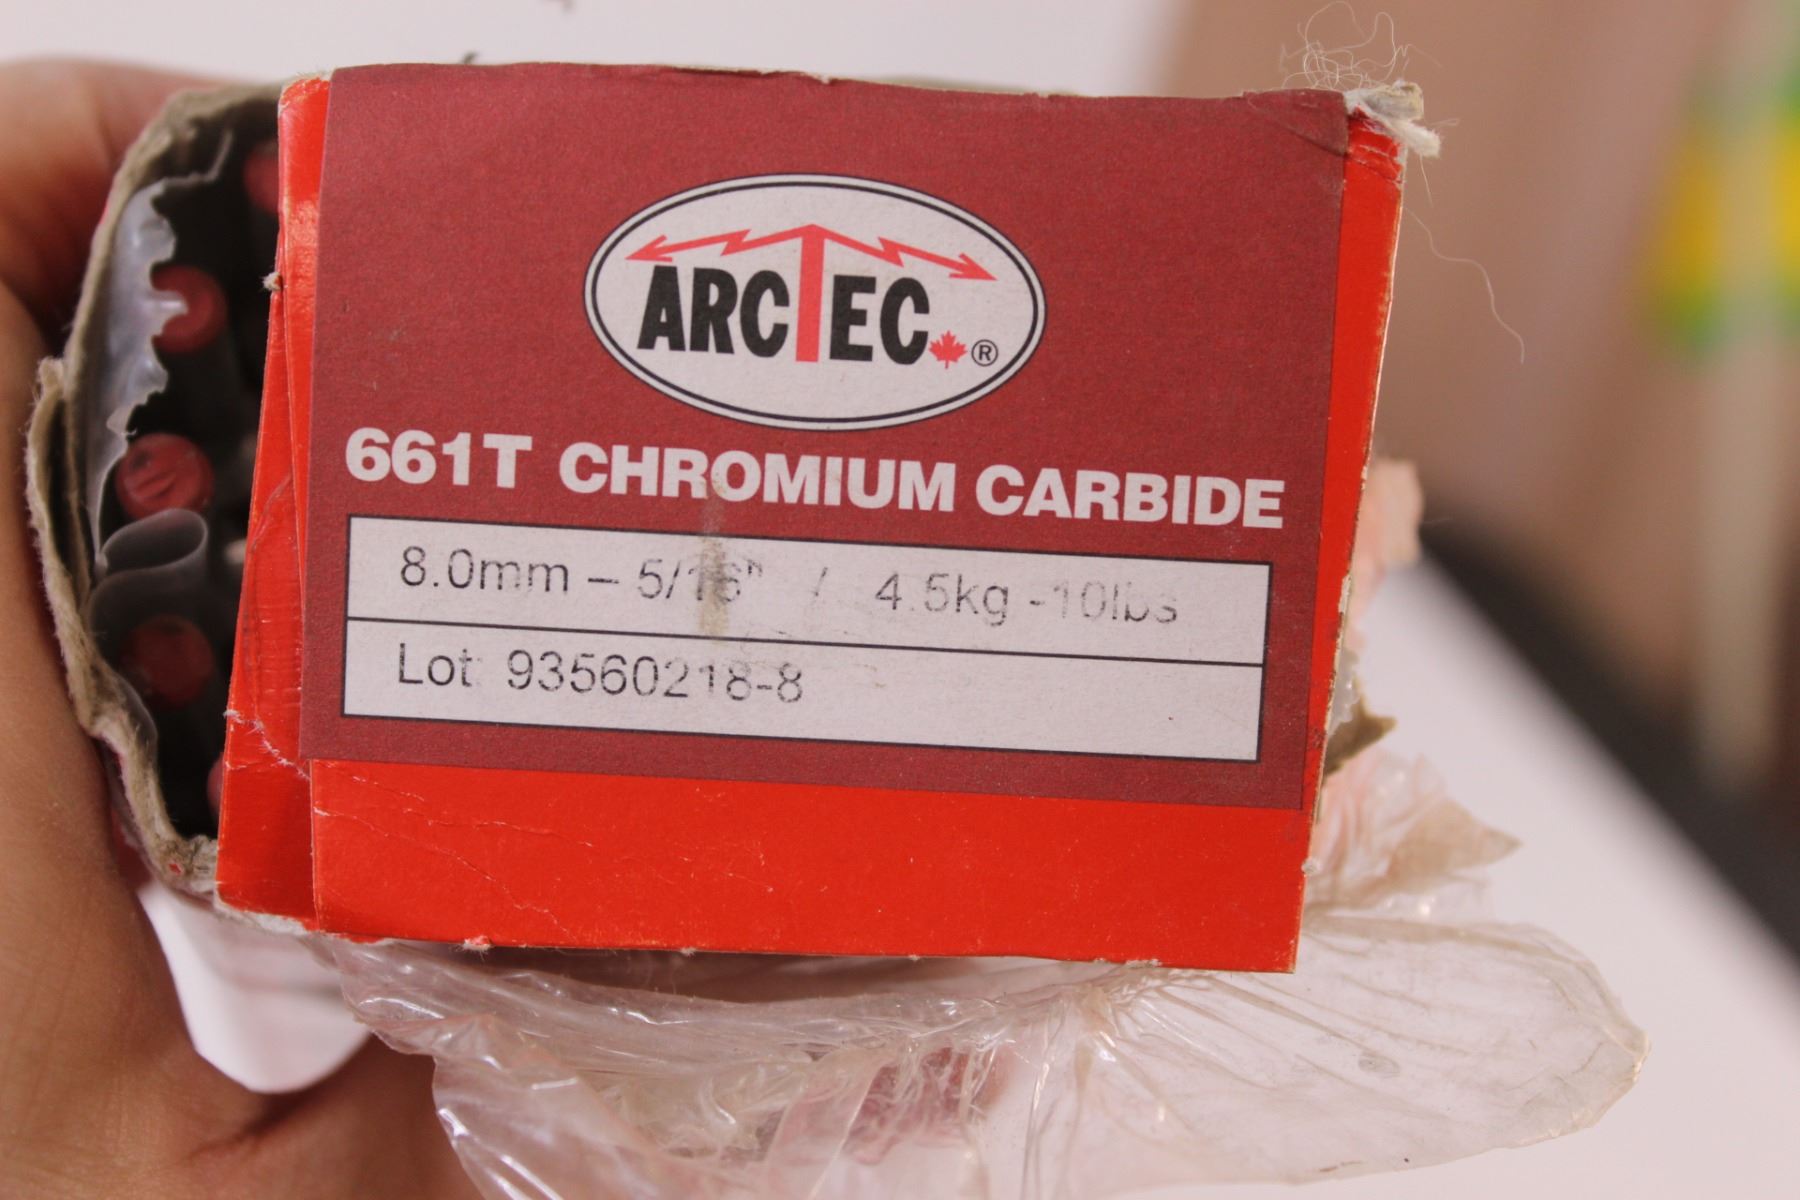 ARCTEC ®
661T CHROMIUM CARBIDE
8.0mm – 5/16" / 4.5kg -10lbs
Lot: 93560218-8